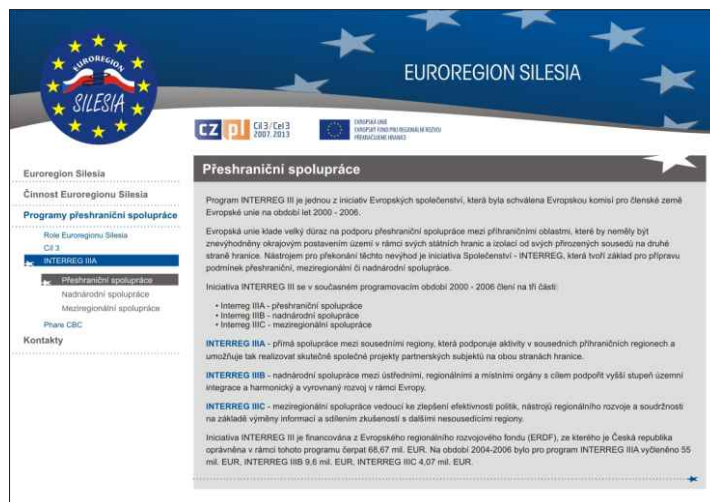 EUROREGION
SILESIA
EUROREGION SILESIA
cz pl Cíl 3/Cel 3
2007.2013
EVROPSKÁ UNIE
EVROPSKÝ FOND PRO REGIONÁLNÍ ROZVOJ
PŘEKRAČUJEME HRANICE
Euroregion Silesia
Činnost Euroregionu Silesia
Programy přeshraniční spolupráce
Role Euroregionu Silesia
Cíl 3
INTERREG IIIA
Přeshraniční spolupráce
Nadnárodní spolupráce
Meziregionální spolupráce
Phare CBC
Kontakty
Přeshraniční spolupráce
Program INTERREG III je jednou z iniciativ Evropských společenství, která byla schválena Evropskou komisí pro členské země
Evropské unie na období let 2000 - 2006.
Evropská unie klade velký důraz na podporu přeshraniční spolupráce mezi příhraničními oblastmi, které by neměly být
znevýhodněny okrajovým postavením území v rámci svých státních hranic a izolací od svých přirozených sousedů na druhé
straně hranice. Nástrojem pro překonání těchto nevýhod je iniciativa Společenství - INTERREG, která tvoří základ pro přípravu
podmínek přeshraniční, meziregionální či nadnárodní spolupráce.
Iniciativa INTERREG III se v současném programovacím období 2000 - 2006 člení na tři části:
• Interreg IIIA - přeshraniční spolupráce
• Interreg IIIB - nadnárodní spolupráce
• Interreg IIIC - meziregionální spolupráce
INTERREG IIIA - přímá spolupráce mezi sousedními regiony, která podporuje aktivity v sousedních příhraničních regionech a
umožňuje tak realizovat skutečně společné projekty partnerských subjektů na obou stranách hranice.
INTERREG IIIB - nadnárodní spolupráce mezi ústředními, regionálními a místními orgány s cílem podpořit vyšší stupeň územní
integrace a harmonický a vyrovnaný rozvoj v rámci Evropy.
INTERREG IIIC - meziregionální spolupráce vedoucí ke zlepšení efektivnosti politik, nástrojů regionálního rozvoje a soudržnosti
na základě výměny informací a sdílením zkušeností s dalšími nesousedícími regiony.
Iniciativa INTERREG III je financována z Evropského regionálního rozvojového fondu (ERDF), ze kterého je Česká republika
oprávněna v rámci tohoto programu čerpat 68,67 mil. EUR. Na období 2004-2006 bylo pro program INTERREG IIIA vyčleněno 55
mil. EUR, INTERREG IIIB 9,6 mil. EUR, INTERREG IIIC 4,07 mil. EUR.